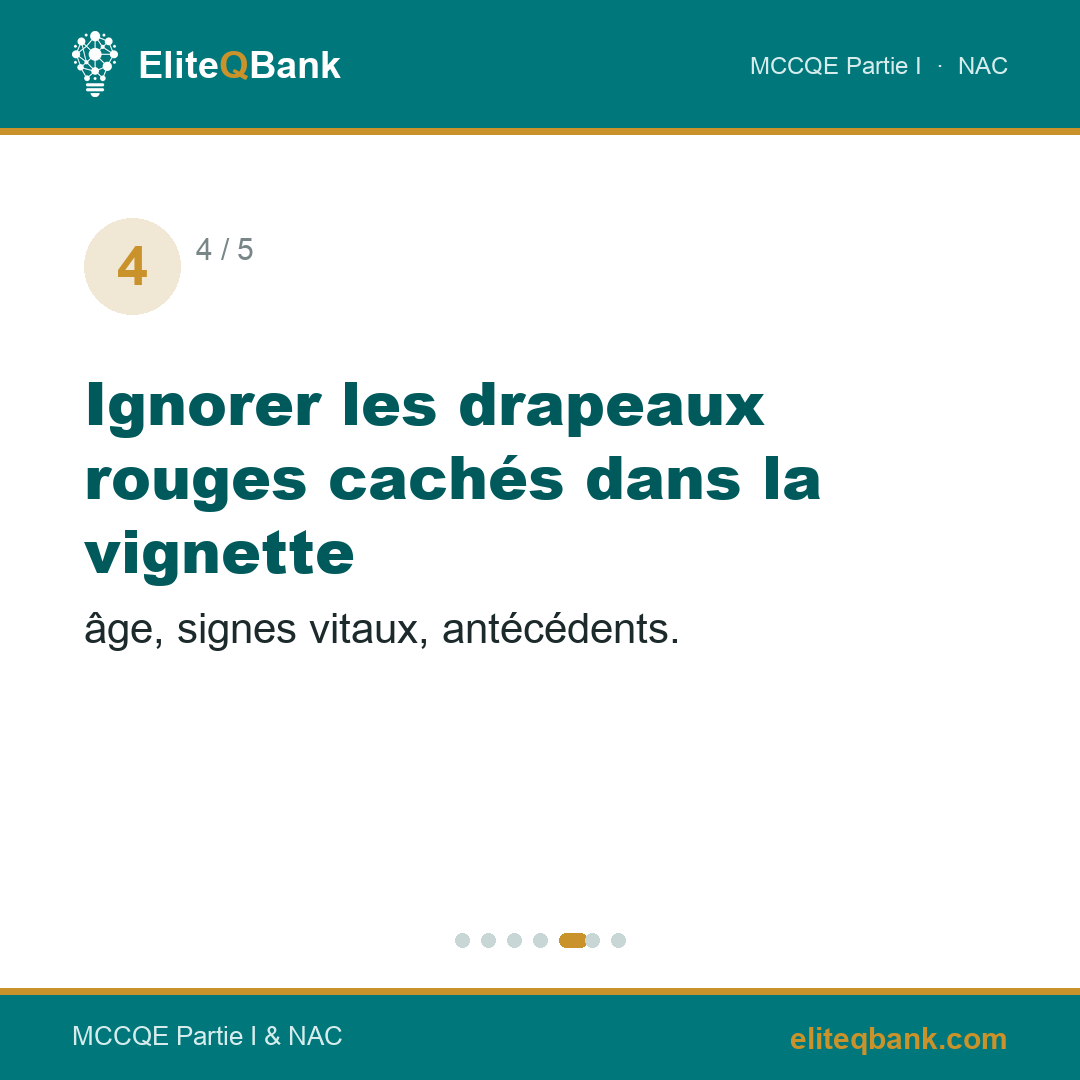 EliteQBank
MCCQE Partie I · NAC
4
4 / 5
Ignorer les drapeaux
rouges cachés dans la
vignette
âge, signes vitaux, antécédents.
MCCQE Partie I & NAC
eliteqbank.com